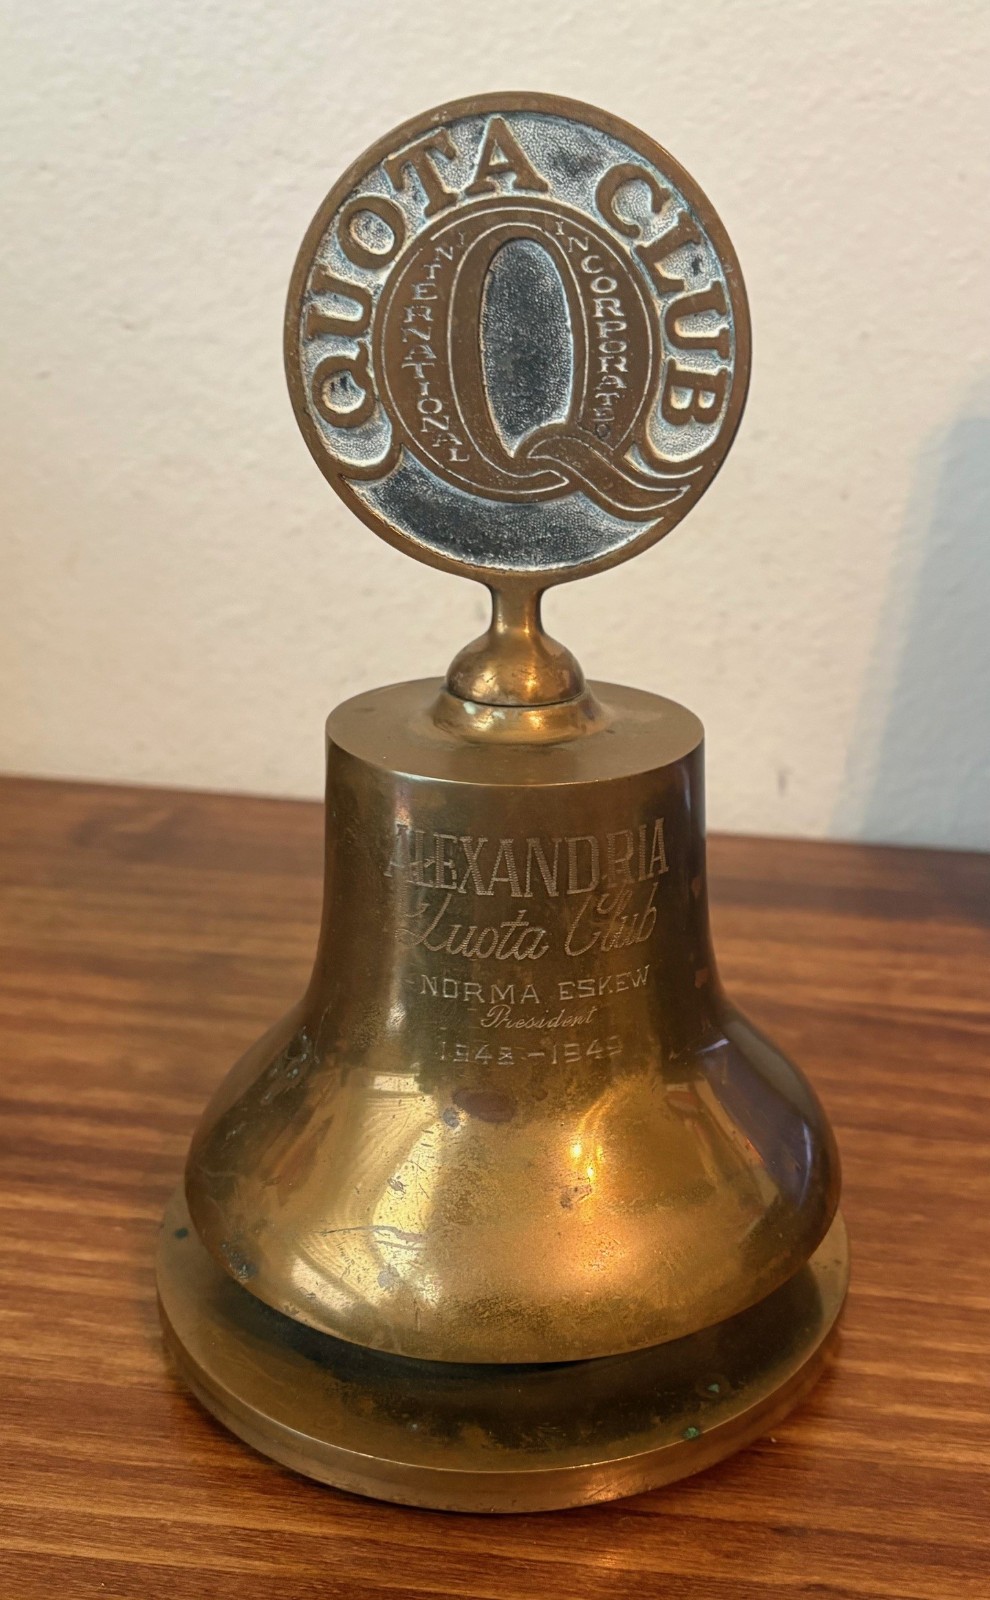 QUOTA CLUB
INTERNATIONAL
INCORPORATED
Q
ALEXANDRIA
Quota Club
NORMA ESKEW
President
1948-1949